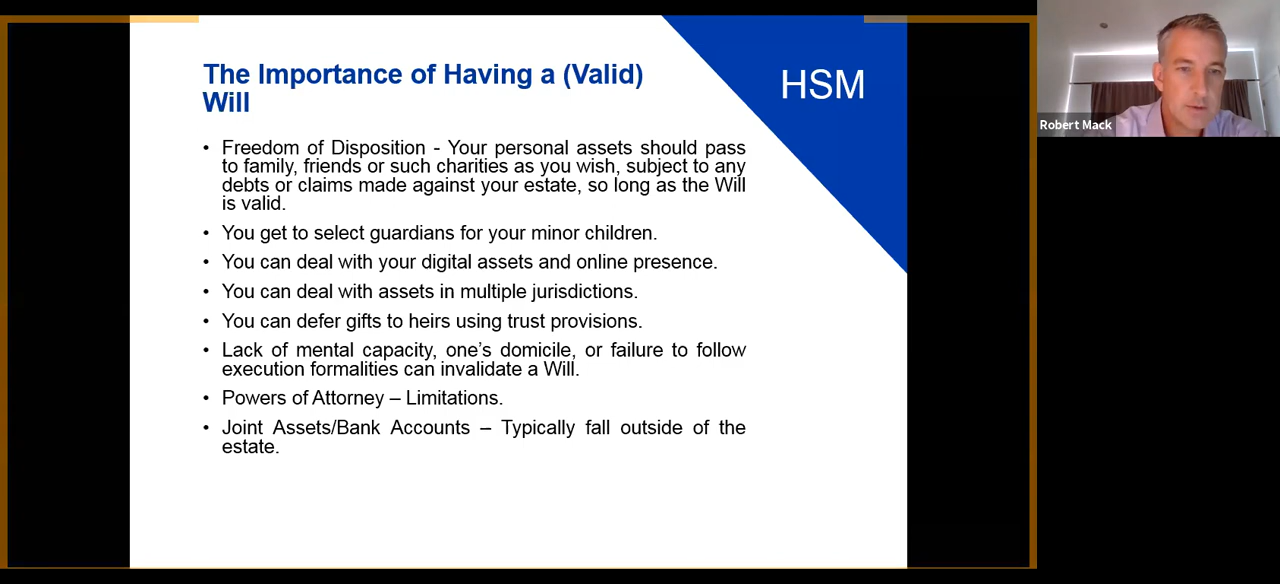 The Importance of Having a (Valid)
Will
HSM
• Freedom of Disposition - Your personal assets should pass
to family, friends or such charities as you wish, subject to any
debts or claims made against your estate, so long as the Will
is valid.
• You get to select guardians for your minor children.
• You can deal with your digital assets and online presence.
• You can deal with assets in multiple jurisdictions.
• You can defer gifts to heirs using trust provisions.
• Lack of mental capacity, one’s domicile, or failure to follow
execution formalities can invalidate a Will.
• Powers of Attorney – Limitations.
• Joint Assets/Bank Accounts – Typically fall outside of the
estate.
Robert Mack